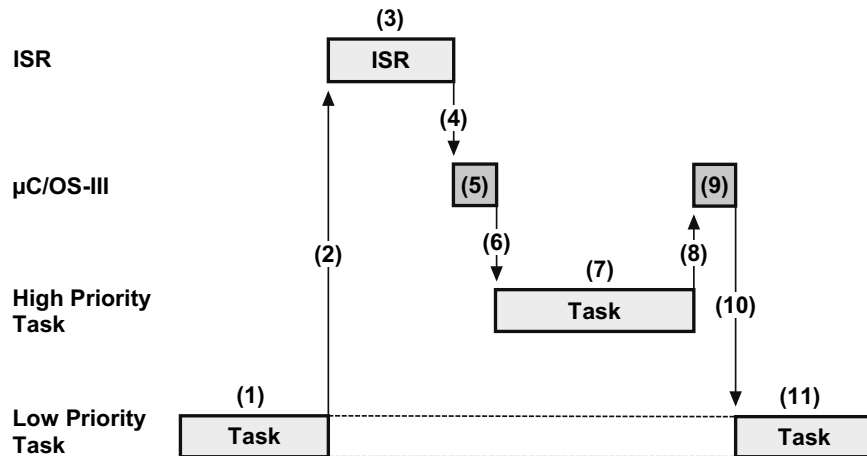 (3)
ISR
ISR
(4)
µC/OS-III
(5)
(9)
(6)
(2)
(7)
(8)
High Priority
Task
Task
(10)
(1)
(11)
Low Priority
Task
Task
Task